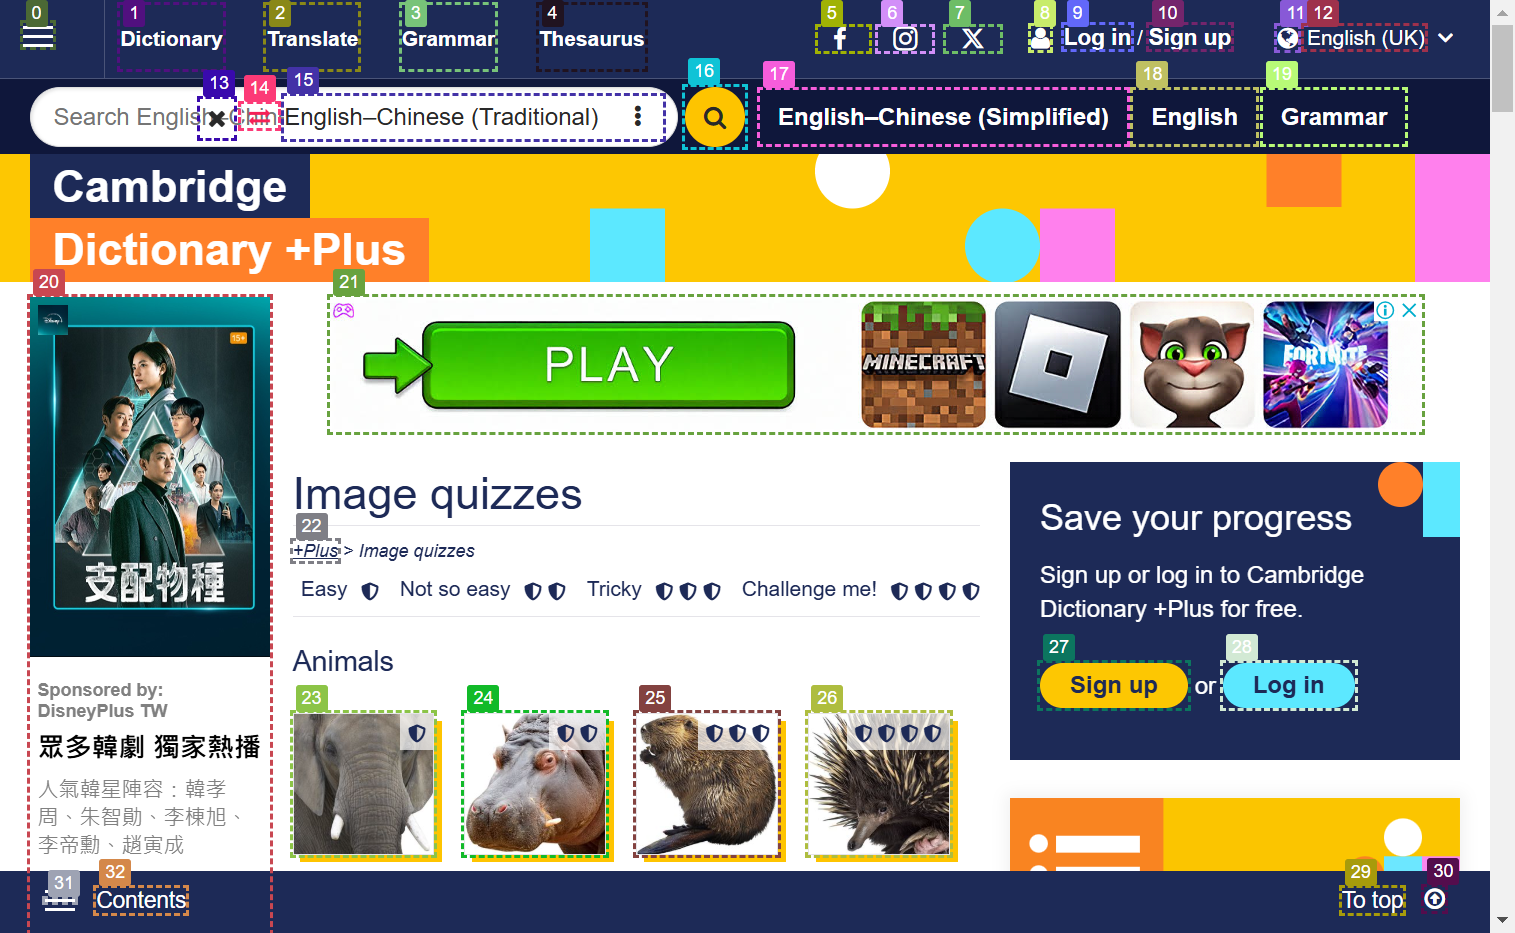 0 1 2 3 4 5 6 7 8 9 10 11 12
Dictionary Translate Grammar Thesaurus Log in / Sign up English (UK)
13 14 15 16 17 18 19
English–Chinese (Traditional) English–Chinese (Simplified) English Grammar
Cambridge
Dictionary +Plus
20 21
15+
支配物種
Sponsored by:
DisneyPlus TW
眾多韓劇 獨家熱播
人氣韓星陣容：韓孝
周、朱智勛、李棟旭、
李帝勳、趙寅成
PLAY
MINECRAFT
FORTNITE
Image quizzes
22
+Plus > Image quizzes
Easy Not so easy Tricky Challenge me!
Animals
23 24 25 26
Save your progress
Sign up or log in to Cambridge
Dictionary +Plus for free.
27 28
Sign up or Log in
31 32 29 30
Contents To top